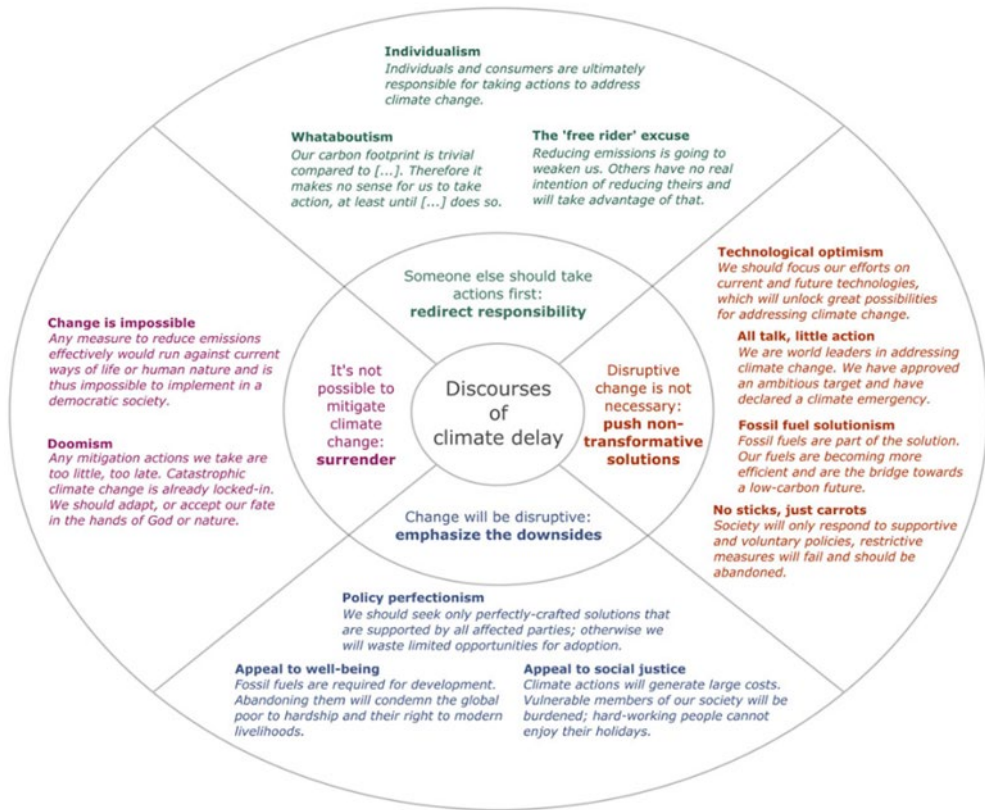 Individualism
Individuals and consumers are ultimately
responsible for taking actions to address
climate change.
Whataboutism
Our carbon footprint is trivial
compared to [...]. Therefore it
makes no sense for us to take
action, at least until [...] does so.
The 'free rider' excuse
Reducing emissions is going to
weaken us. Others have no real
intention of reducing theirs and
will take advantage of that.
Someone else should take
actions first:
redirect responsibility
Technological optimism
We should focus our efforts on
current and future technologies,
which will unlock great possibilities
for addressing climate change.
All talk, little action
We are world leaders in addressing
climate change. We have approved
an ambitious target and have
declared a climate emergency.
Fossil fuel solutionism
Fossil fuels are part of the solution.
Our fuels are becoming more
efficient and are the bridge towards
a low-carbon future.
No sticks, just carrots
Society will only respond to supportive
and voluntary policies, restrictive
measures will fail and should be
abandoned.
Disruptive
change is not
necessary:
push non-
transformative
solutions
Discourses
of
climate delay
It's not
possible to
mitigate
climate
change:
surrender
Change is impossible
Any measure to reduce emissions
effectively would run against current
ways of life or human nature and is
thus impossible to implement in a
democratic society.
Doomism
Any mitigation actions we take are
too little, too late. Catastrophic
climate change is already locked-in.
We should adapt, or accept our fate
in the hands of God or nature.
Change will be disruptive:
emphasize the downsides
Policy perfectionism
We should seek only perfectly-crafted solutions that
are supported by all affected parties; otherwise we
will waste limited opportunities for adoption.
Appeal to well-being
Fossil fuels are required for development.
Abandoning them will condemn the global
poor to hardship and their right to modern
livelihoods.
Appeal to social justice
Climate actions will generate large costs.
Vulnerable members of our society will be
burdened; hard-working people cannot
enjoy their holidays.